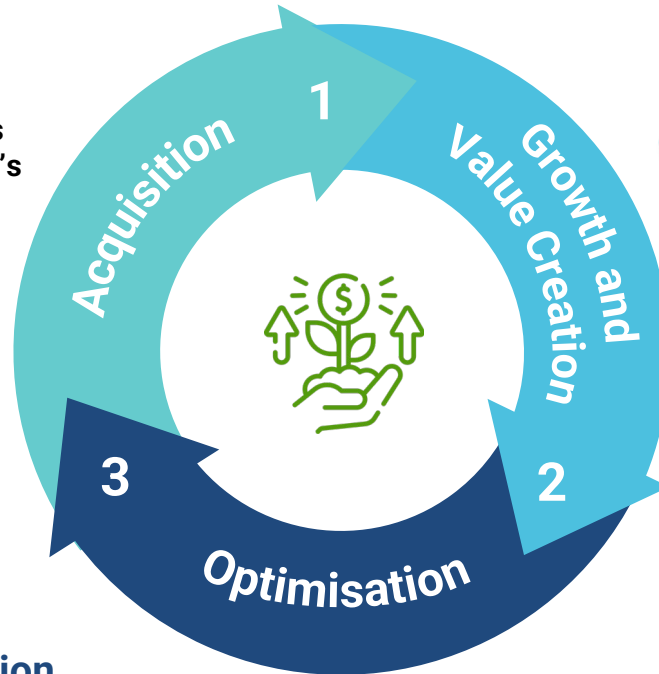 1
Acquisition
Growth and
Value Creation
2
3
Optimisation
$